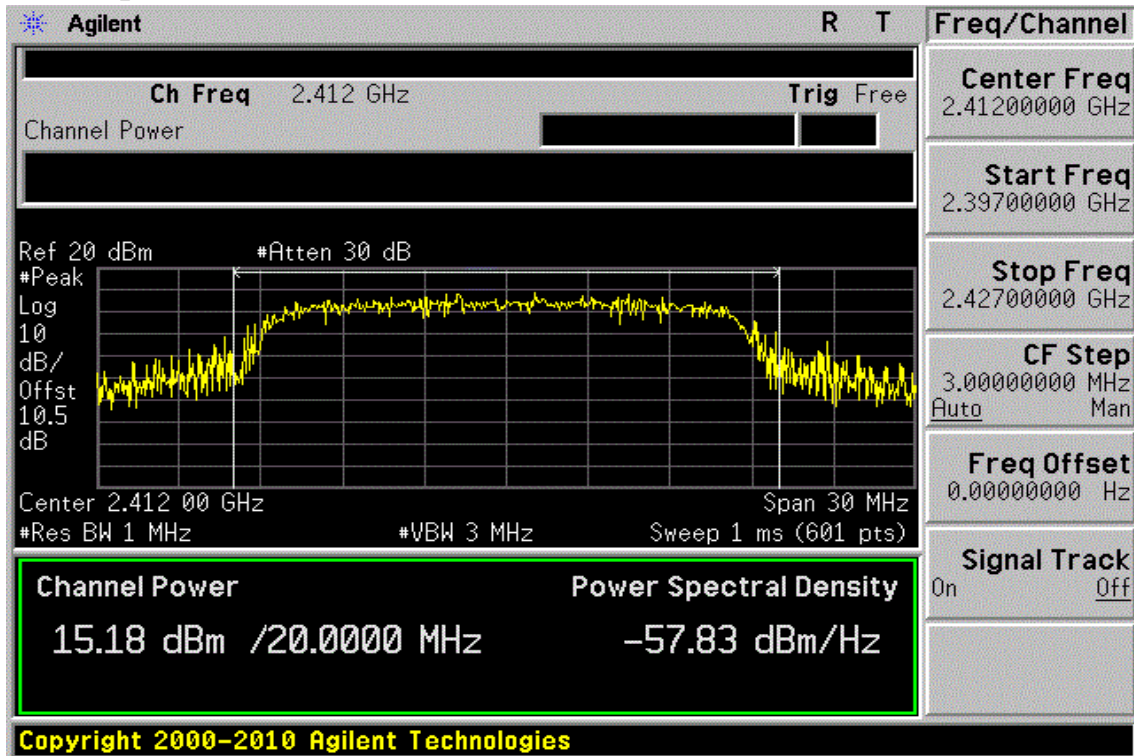 Agilent R T
Ch Freq 2.412 GHz Trig Free
Channel Power
Ref 20 dBm #Atten 30 dB
#Peak
Log
10
dB/
Offst
10.5
dB
Center 2.412 00 GHz Span 30 MHz
#Res BW 1 MHz #VBW 3 MHz Sweep 1 ms (601 pts)
Channel Power Power Spectral Density
15.18 dBm /20.0000 MHz -57.83 dBm/Hz
Copyright 2000-2010 Agilent Technologies
Freq/Channel
Center Freq
2.41200000 GHz
Start Freq
2.39700000 GHz
Stop Freq
2.42700000 GHz
CF Step
3.00000000 MHz
Auto Man
Freq Offset
0.00000000 Hz
Signal Track
On Off